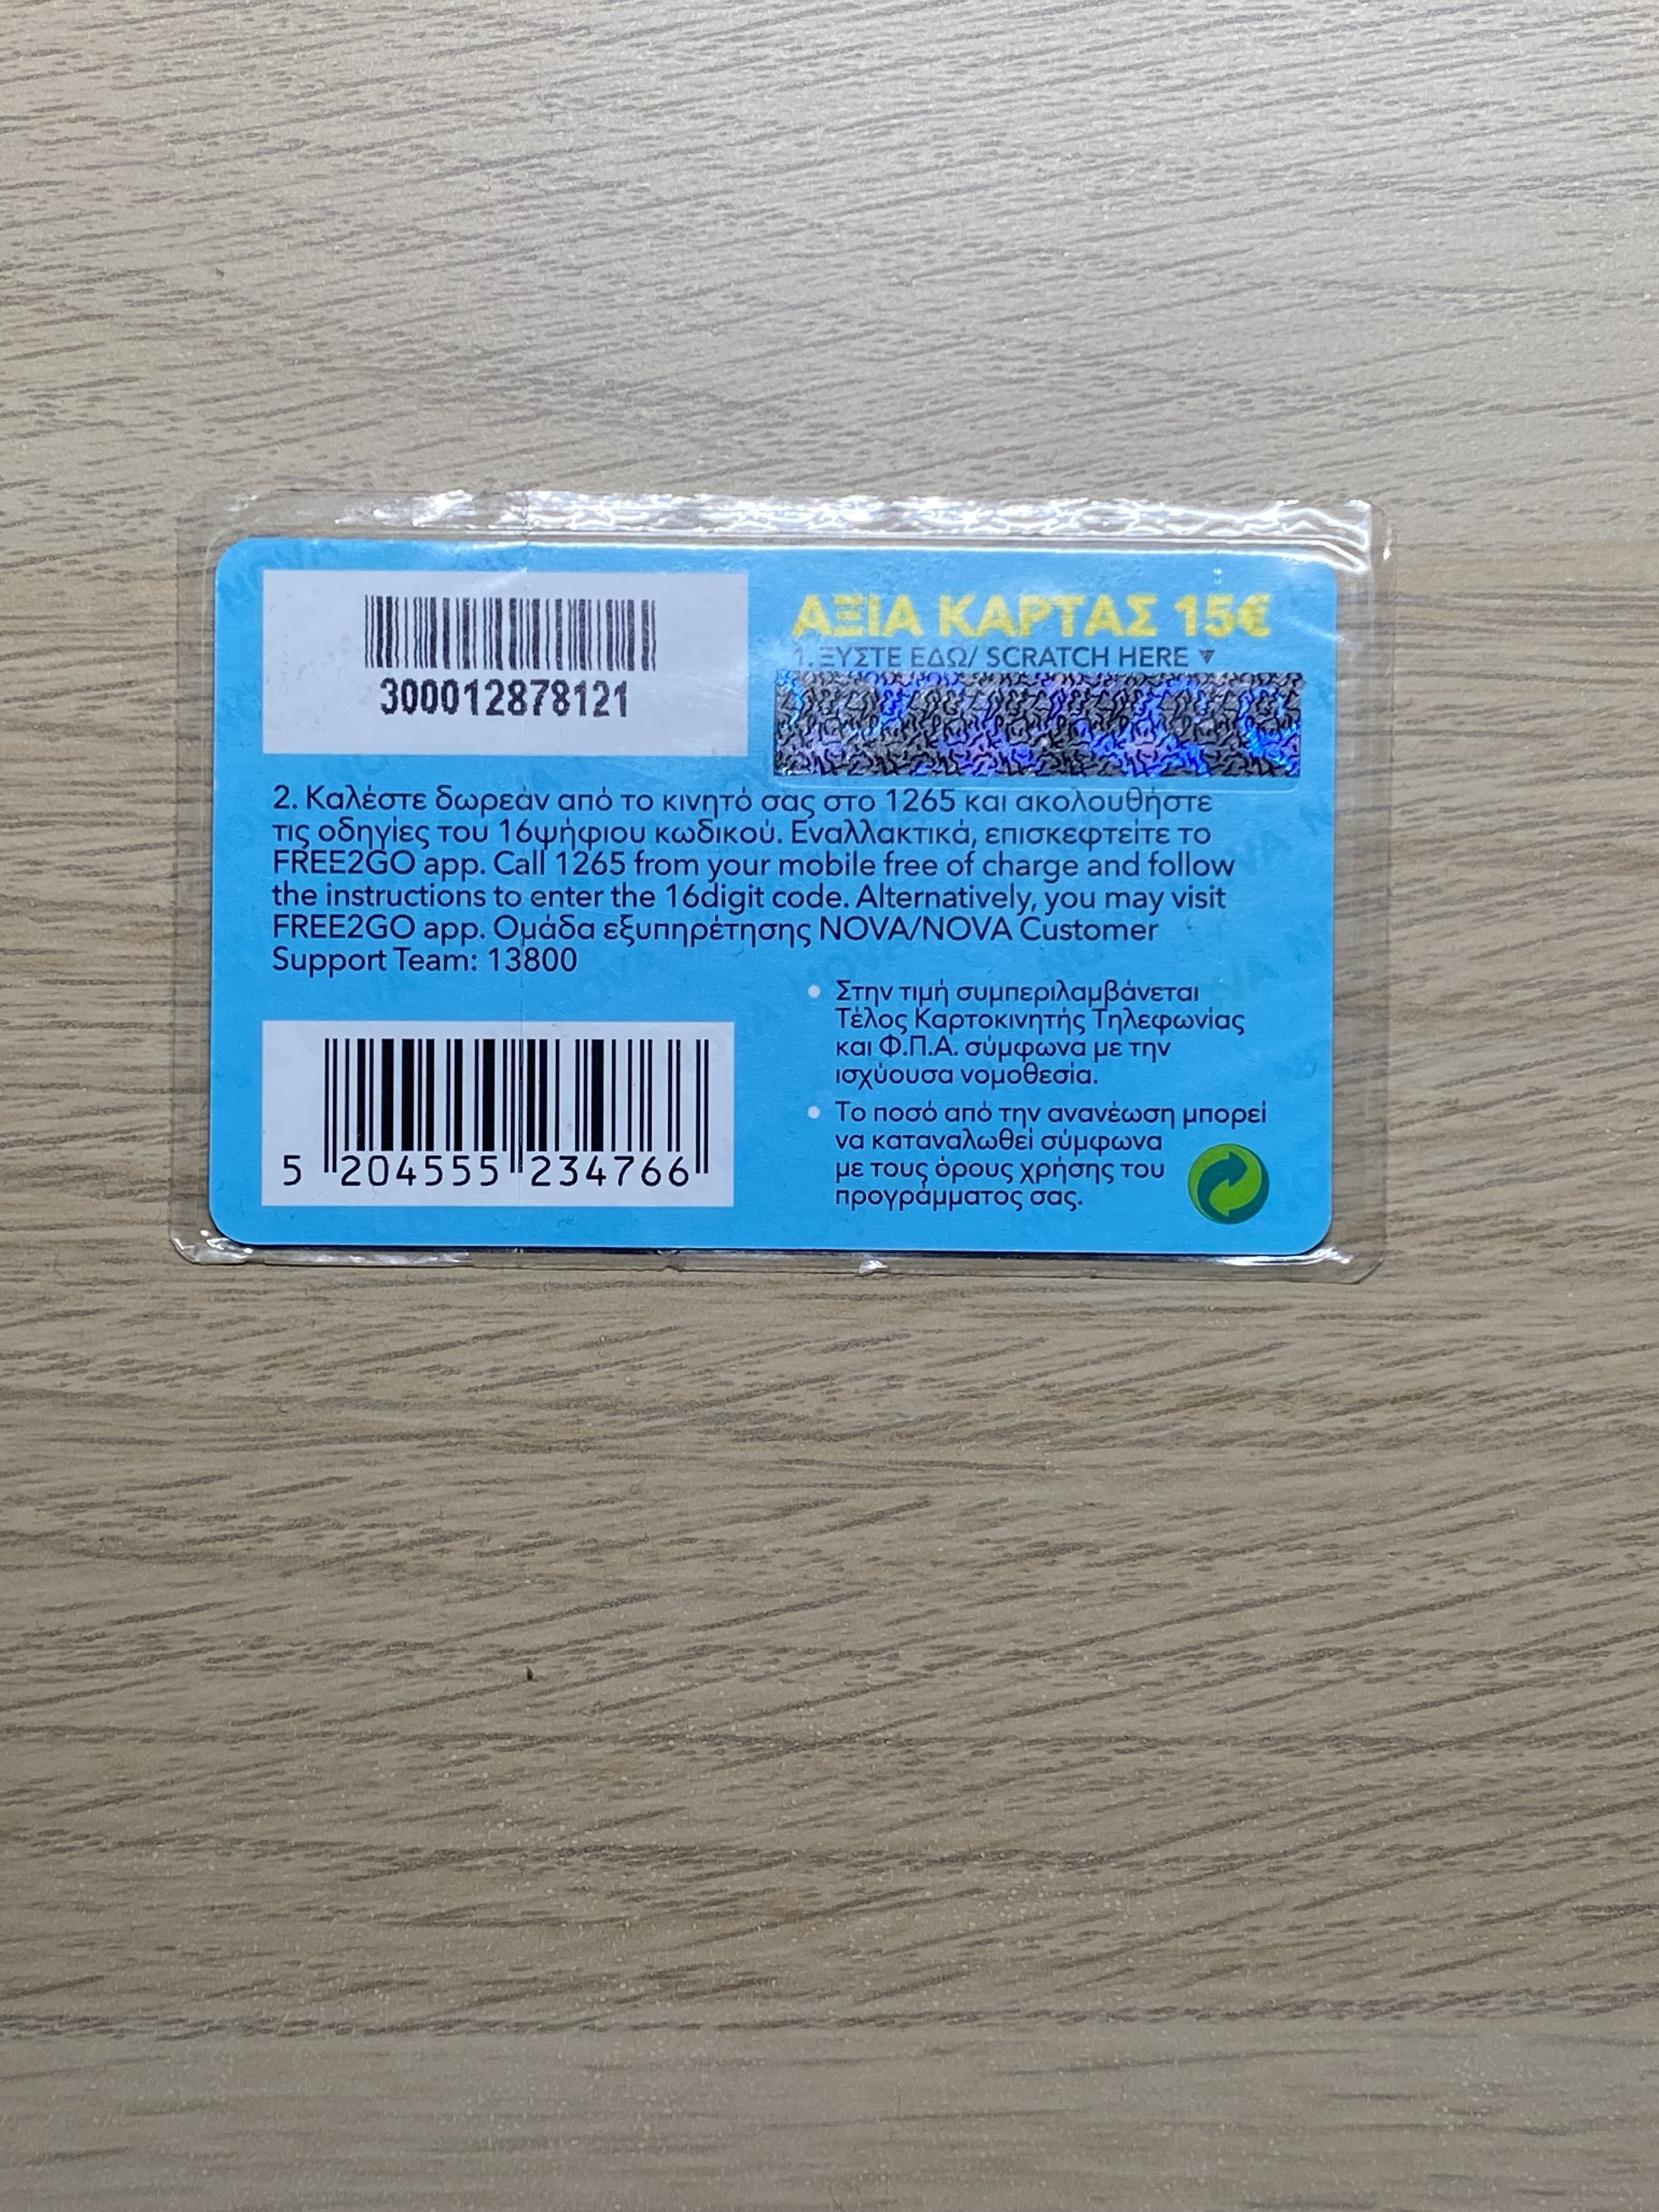 300012878121
ΑΞΙΑ ΚΑΡΤΑΣ 15€
1. ΞΥΣΤΕ ΕΔΩ/ SCRATCH HERE ▼
2. Καλέστε δωρεάν από το κινητό σας στο 1265 και ακολουθήστε
τις οδηγίες του 16ψήφιου κωδικού. Εναλλακτικά, επισκεφτείτε το
FREE2GO app. Call 1265 from your mobile free of charge and follow
the instructions to enter the 16digit code. Alternatively, you may visit
FREE2GO app. Ομάδα εξυπηρέτησης NOVA/NOVA Customer
Support Team: 13800
5 204555 234766
• Στην τιμή συμπεριλαμβάνεται
Τέλος Καρτοκινητής Τηλεφωνίας
και Φ.Π.Α. σύμφωνα με την
ισχύουσα νομοθεσία.
• Το ποσό από την ανανέωση μπορεί
να καταναλωθεί σύμφωνα
με τους όρους χρήσης του
προγράμματος σας.